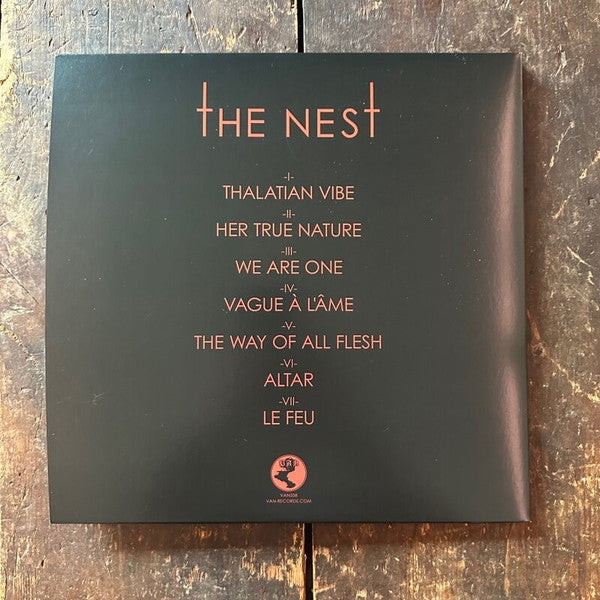 tHE NESt
-I-
THALATIAN VIBE
-II-
HER TRUE NATURE
-III-
WE ARE ONE
-IV-
VAGUE À L'ÂME
-V-
THE WAY OF ALL FLESH
-VI-
ALTAR
-VII-
LE FEU
VAN-RECORDS.COM